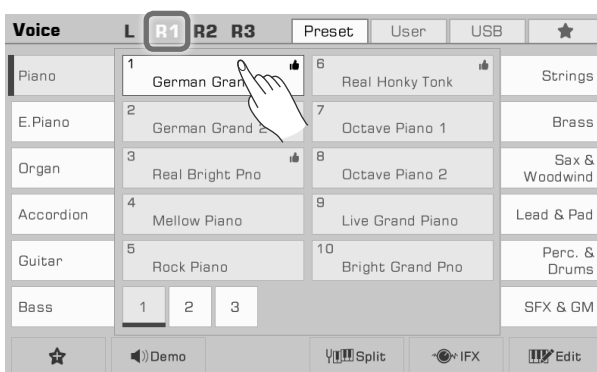 Voice L R1 R2 R3 Preset User USB
Piano
E.Piano
Organ
Accordion
Guitar
Bass
1 German
2 German Grand 2
3 Real Bright Pno
4 Mellow Piano
5 Rock Piano
6 Real Honky Tonk
7 Octave Piano 1
8 Octave Piano 2
9 Live Grand Piano
10 Bright Grand Pno
1 2 3
Strings
Brass
Sax &
Woodwind
Lead & Pad
Perc. &
Drums
SFX & GM
Demo Split IFX Edit